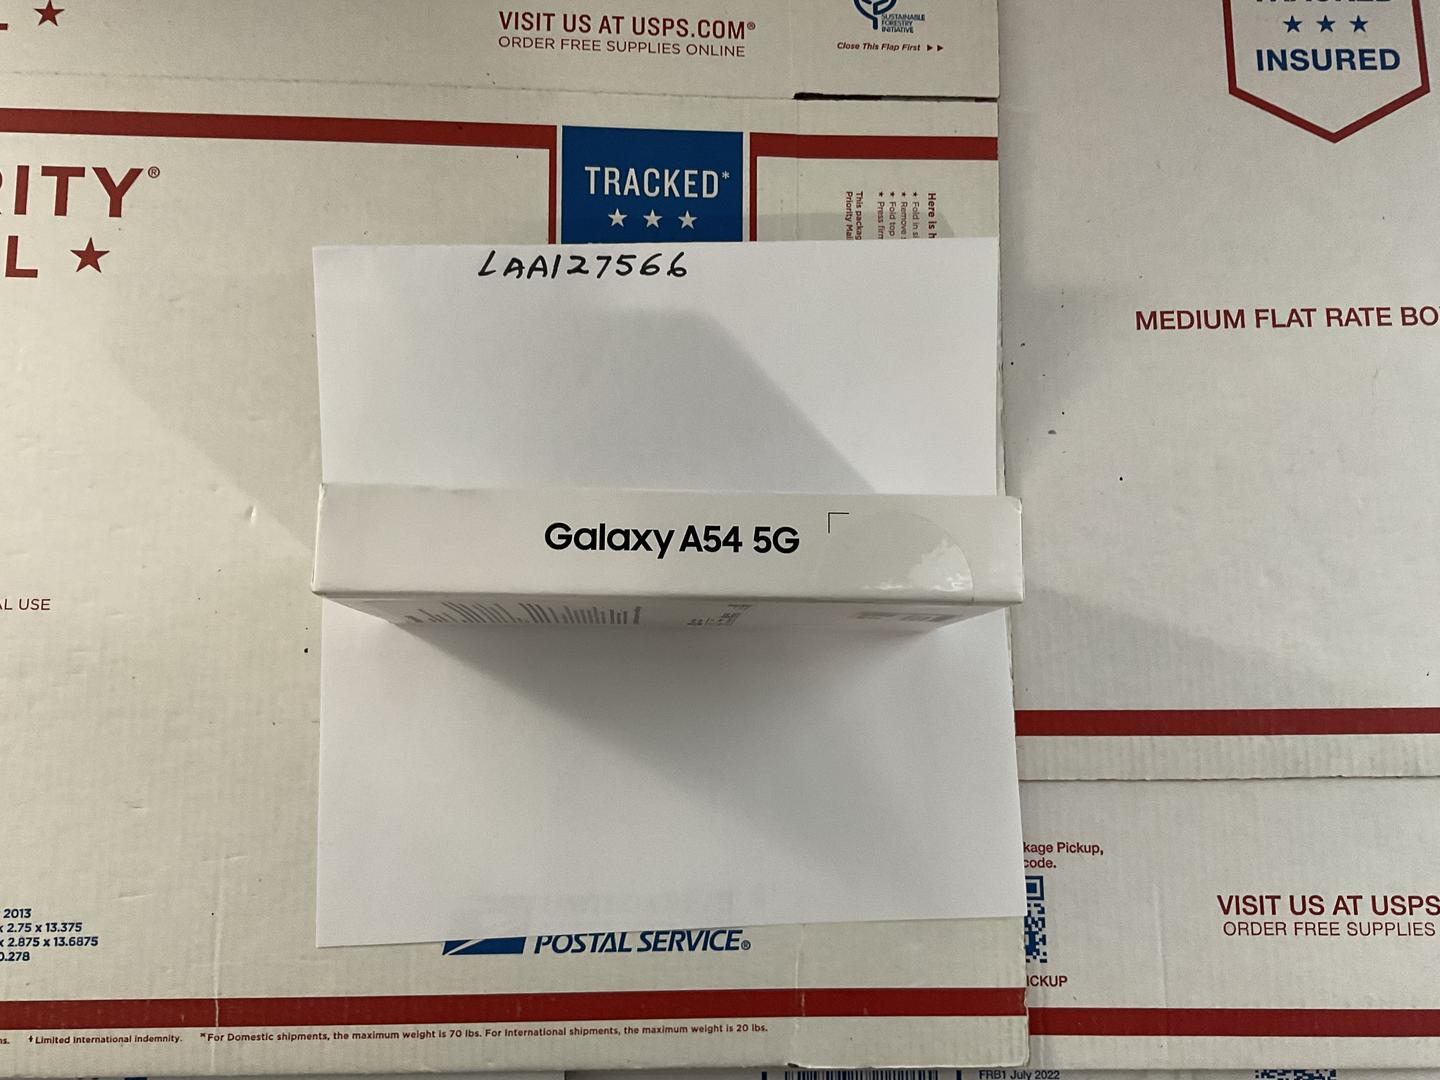 VISIT US AT USPS.COM®
ORDER FREE SUPPLIES ONLINE
SUSTAINABLE
FORESTRY
INITIATIVE
Close This Flap First ▶▶
★ ★ ★
INSURED
ITY®
L ★
TRACKED*
★ ★ ★
LAA127566
MEDIUM FLAT RATE BO
Galaxy A54 5G
USE
kage Pickup,
code.
2013
x 2.75 x 13.375
x 2.875 x 13.6875
0.278
POSTAL SERVICE®
VISIT US AT USPS
ORDER FREE SUPPLIES
ICKUP
† Limited International indemnity. *For Domestic shipments, the maximum weight is 70 lbs. For International shipments, the maximum weight is 20 lbs.
FRB1 July 2022